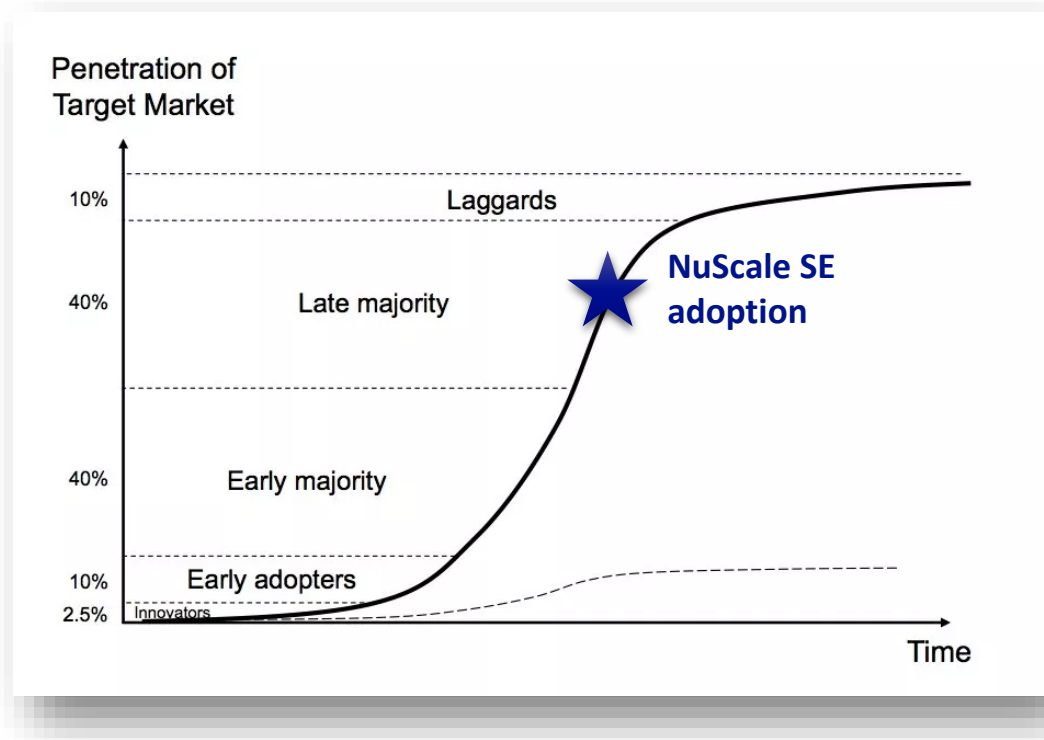 Penetration of
Target Market
10%
Laggards
NuScale SE
adoption
40%
Late majority
40%
Early majority
10%
Early adopters
2.5%
Innovators
Time